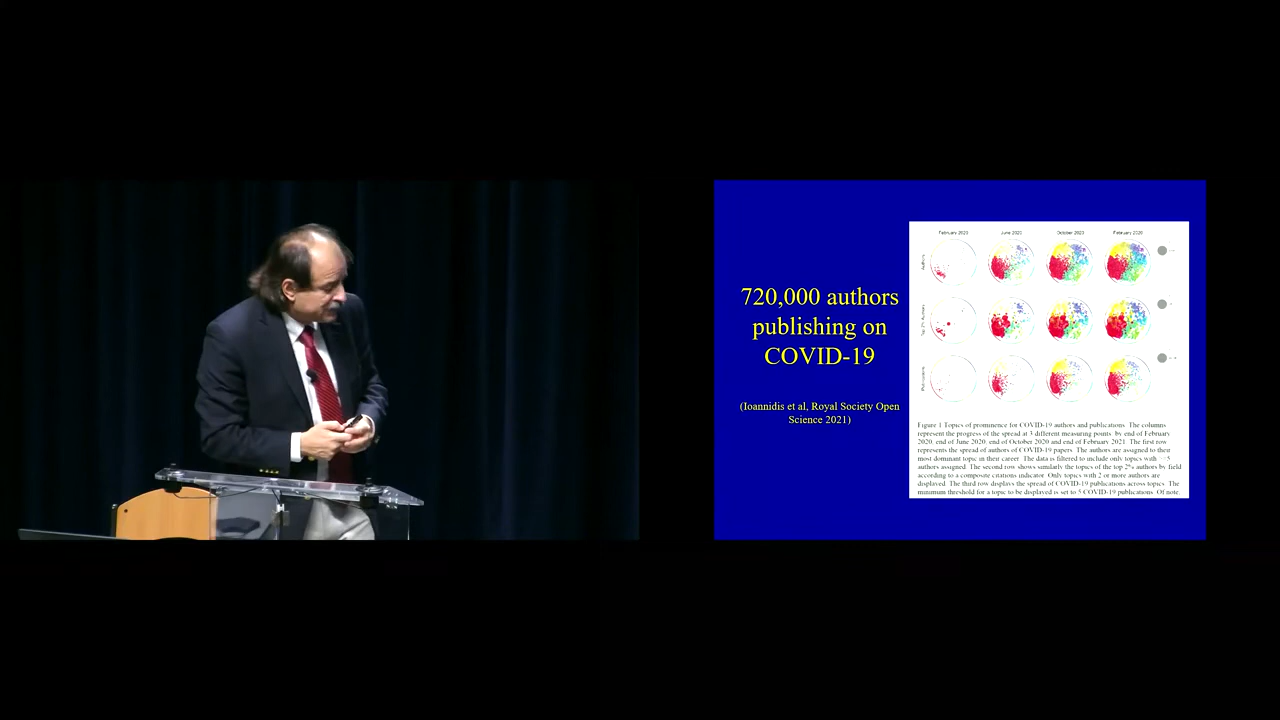 720,000 authors
publishing on
COVID-19
(Ioannidis et al, Royal Society Open
Science 2021)
February 2020
June 2020
October 2020
February 2020
Authors
Top 2% Authors
Publications
Figure 1 Topics of prominence for COVID-19 authors and publications. The columns
represent the progress of the spread at 3 different measuring points: by end of February
2020, end of June 2020, end of October 2020 and end of February 2021. The first row
represents the spread of authors of COVID-19 papers. The authors are assigned to their
most dominant topic in their career. The data is filtered to include only topics with
authors assigned. The second row shows similarly the topics of the top 2% authors by field
according to a composite citations indicator. Only topics with 2 or more authors are
displayed. The third row displays the spread of COVID-19 publications across topics. The
minimum threshold for a topic to be displayed is set to 5 COVID-19 publications. Of note,